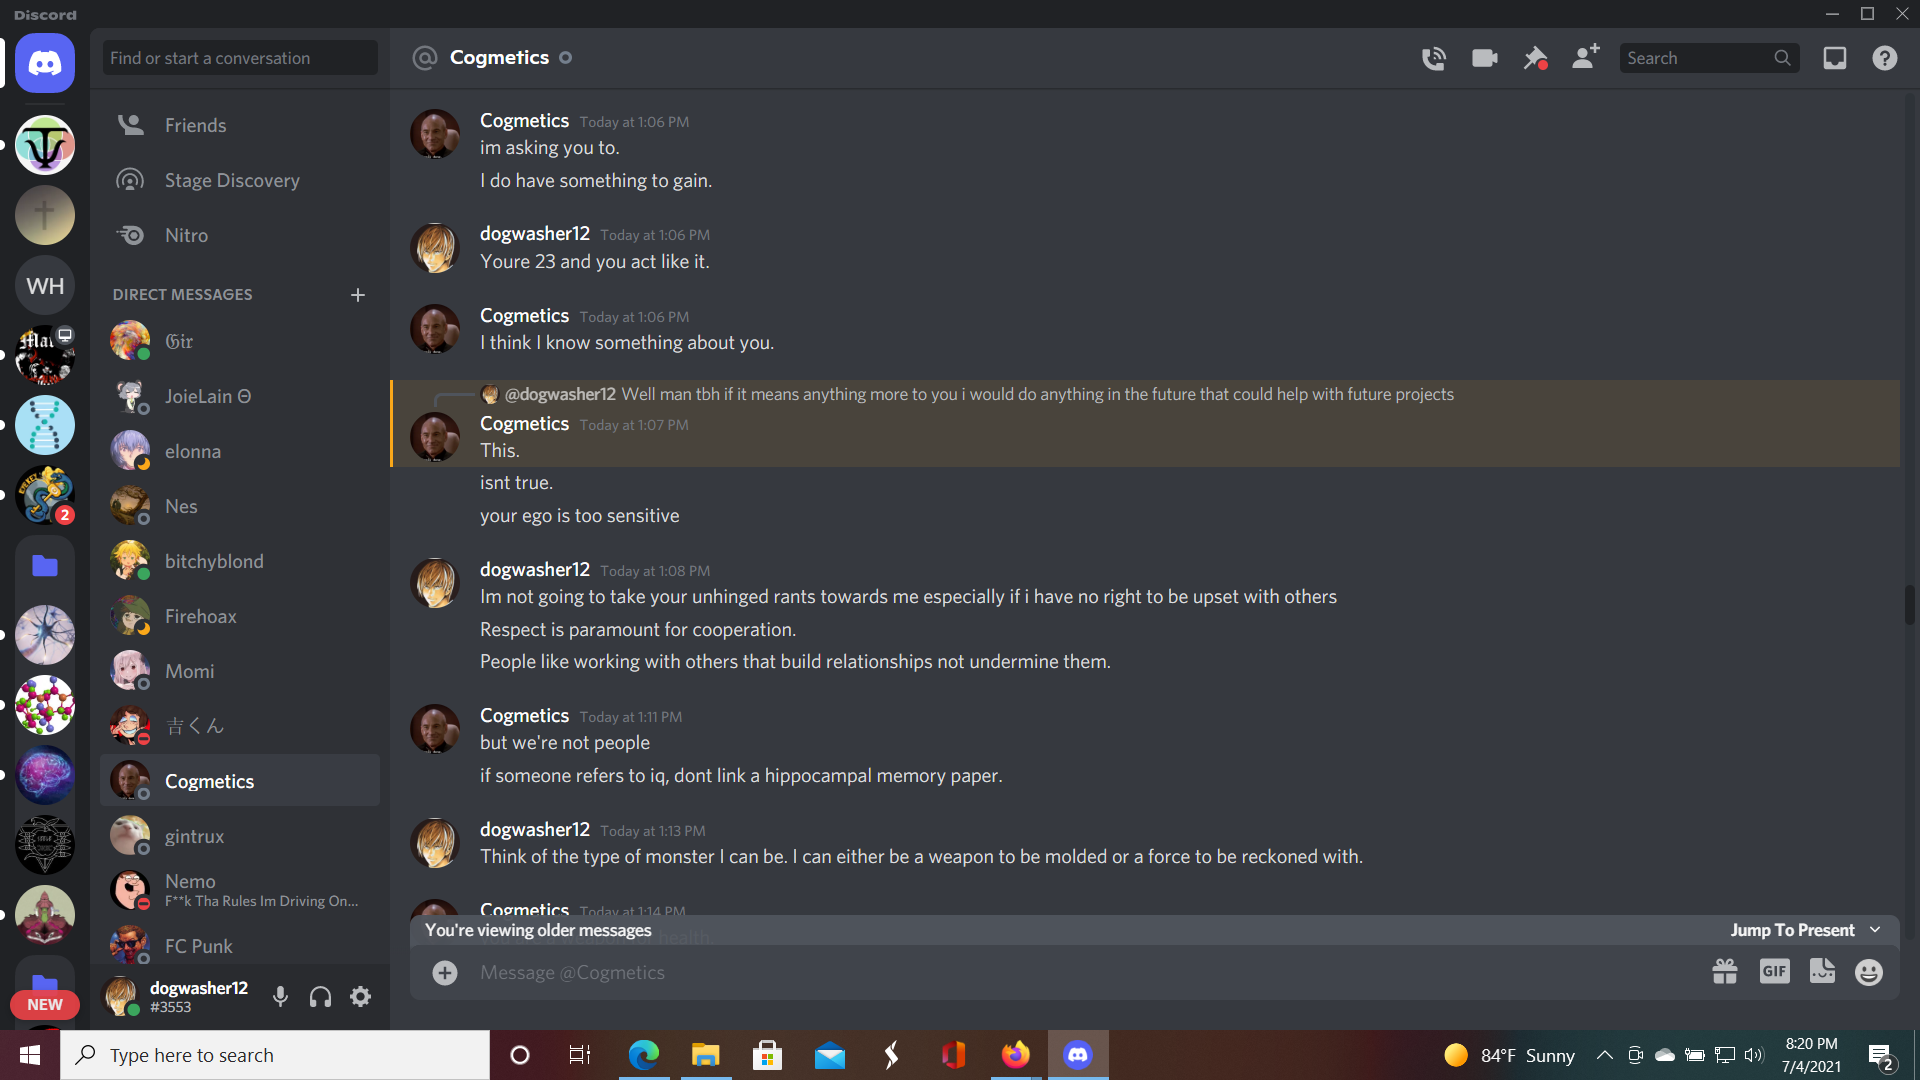 Discord
Find or start a conversation
Friends
Stage Discovery
Nitro
DIRECT MESSAGES
𝔊ir
JoieLain Θ
elonna
Nes
bitchyblond
Firehoax
Momi
吉くん
Cogmetics
gintrux
Nemo
F**k Tha Rules Im Driving On...
FC Punk
dogwasher12
#3553
WH
2
NEW
Cogmetics
Search
Cogmetics Today at 1:06 PM
im asking you to.
I do have something to gain.
dogwasher12 Today at 1:06 PM
Youre 23 and you act like it.
Cogmetics Today at 1:06 PM
I think I know something about you.
@dogwasher12 Well man tbh if it means anything more to you i would do anything in the future that could help with future projects
Cogmetics Today at 1:07 PM
This.
isnt true.
your ego is too sensitive
dogwasher12 Today at 1:08 PM
Im not going to take your unhinged rants towards me especially if i have no right to be upset with others
Respect is paramount for cooperation.
People like working with others that build relationships not undermine them.
Cogmetics Today at 1:11 PM
but we're not people
if someone refers to iq, dont link a hippocampal memory paper.
dogwasher12 Today at 1:13 PM
Think of the type of monster I can be. I can either be a weapon to be molded or a force to be reckoned with.
Cogmetics Today at 1:14 PM
You're viewing older messages
Jump To Present
Message @Cogmetics
GIF
Type here to search
84°F Sunny
8:20 PM
7/4/2021
2